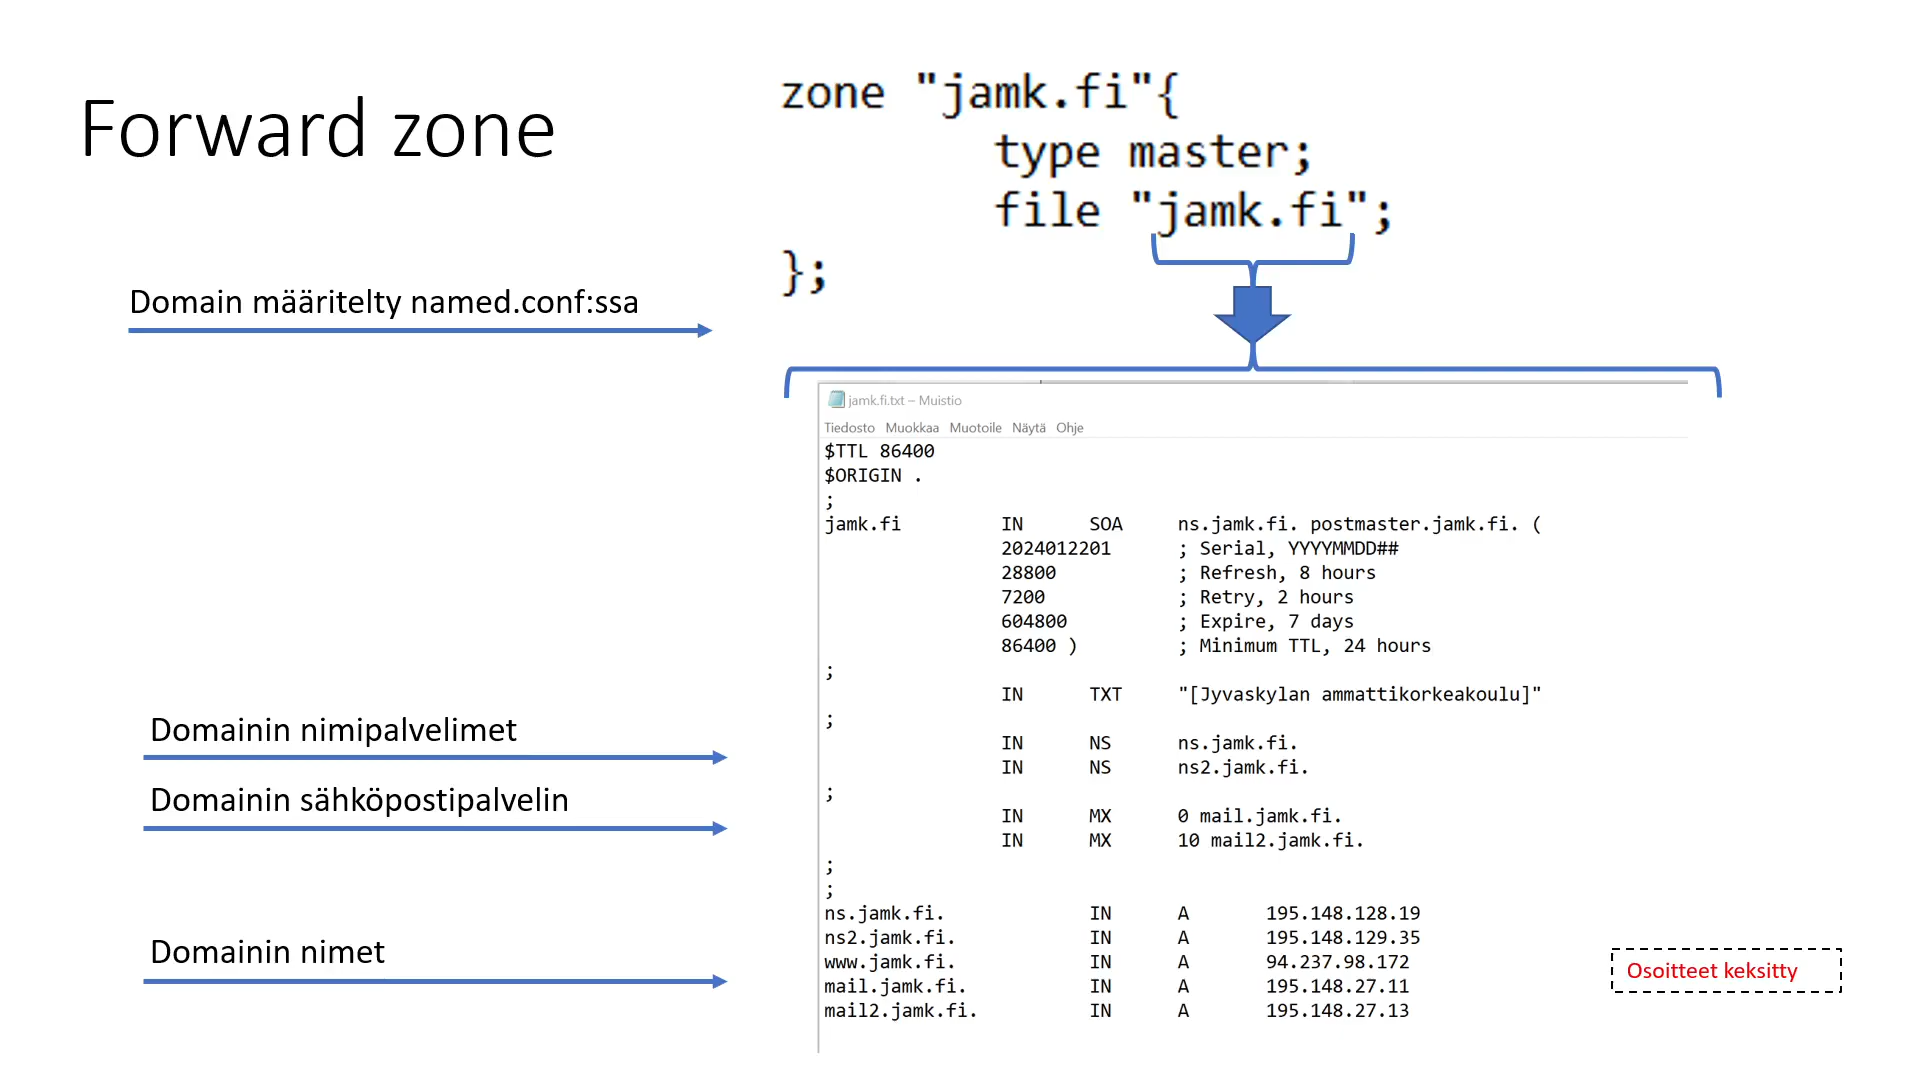 Forward zone
zone "jamk.fi"{
type master;
file "jamk.fi";
};
Domain määritelty named.conf:ssa
jamk.fi.txt – Muistio
Tiedosto Muokkaa Muotoile Näytä Ohje
$TTL 86400
$ORIGIN .
;
jamk.fi IN SOA ns.jamk.fi. postmaster.jamk.fi. (
2024012201 ; Serial, YYYYMMDD##
28800 ; Refresh, 8 hours
7200 ; Retry, 2 hours
604800 ; Expire, 7 days
86400 ) ; Minimum TTL, 24 hours
;
IN TXT "[Jyvaskylan ammattikorkeakoulu]"
;
Domainin nimipalvelimet
IN NS ns.jamk.fi.
IN NS ns2.jamk.fi.
;
Domainin sähköpostipalvelin
IN MX 0 mail.jamk.fi.
IN MX 10 mail2.jamk.fi.
;
;
Domainin nimet
ns.jamk.fi. IN A 195.148.128.19
ns2.jamk.fi. IN A 195.148.129.35
www.jamk.fi. IN A 94.237.98.172
mail.jamk.fi. IN A 195.148.27.11
mail2.jamk.fi. IN A 195.148.27.13
Osoitteet keksitty